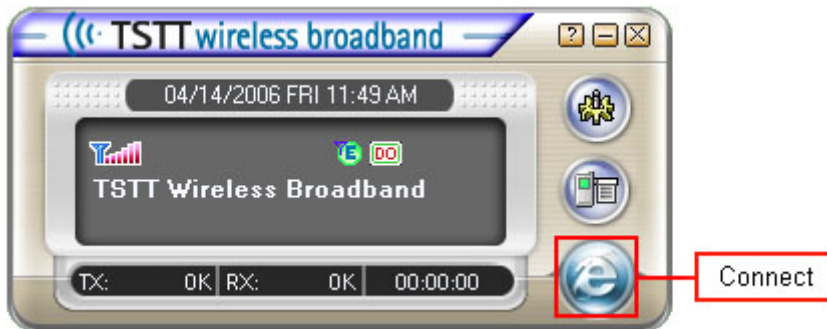 TSTT wireless broadband
?
04/14/2006 FRI 11:49 AM
E DO
TSTT Wireless Broadband
TX: 0K RX: 0K 00:00:00
Connect